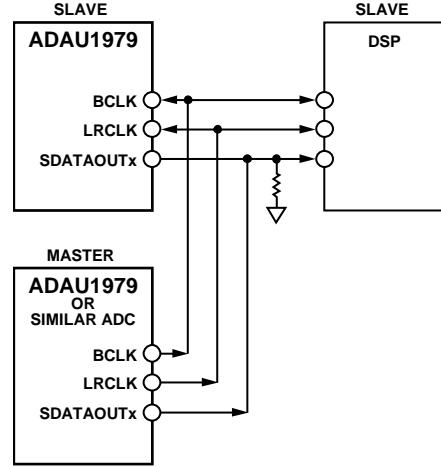 SLAVE
ADAU1979
BCLK
LRCLK
SDATAOUTx
SLAVE
DSP
MASTER
ADAU1979
OR
SIMILAR ADC
BCLK
LRCLK
SDATAOUTx